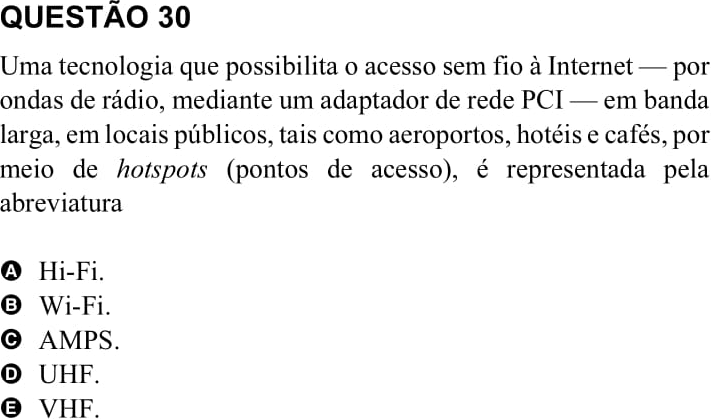 QUESTÃO 30
Uma tecnologia que possibilita o acesso sem fio à Internet — por
ondas de rádio, mediante um adaptador de rede PCI — em banda
larga, em locais públicos, tais como aeroportos, hotéis e cafés, por
meio de hotspots (pontos de acesso), é representada pela
abreviatura
A Hi-Fi.
B Wi-Fi.
C AMPS.
D UHF.
E VHF.